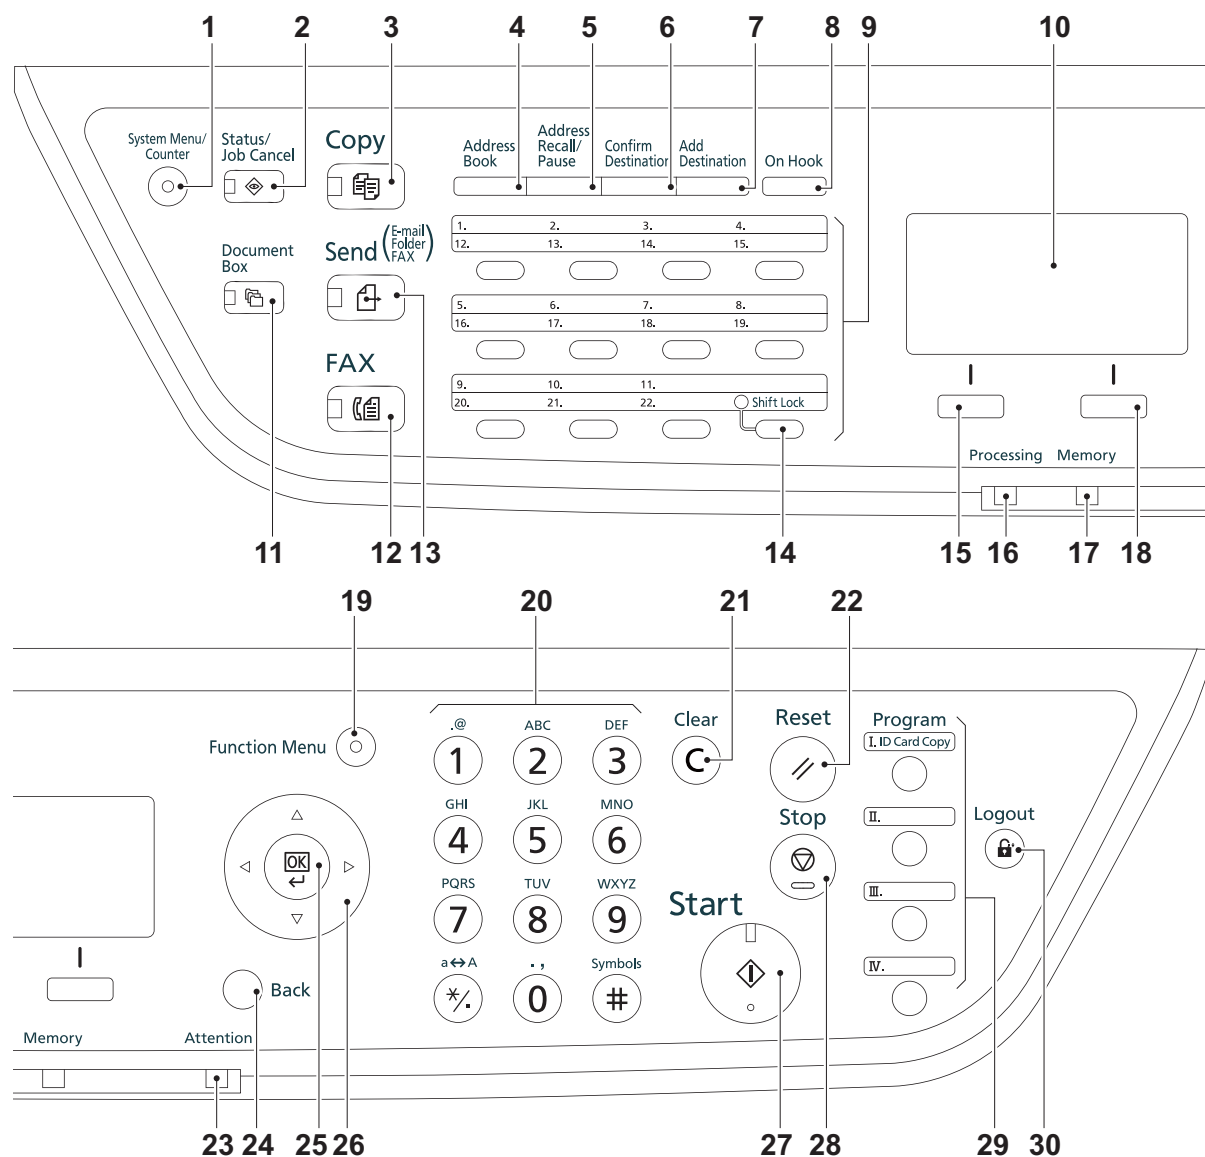 1 2 3 4 5 6 7 8 9 10
System Menu/
Counter
Status/
Job Cancel
Copy
Address
Book
Address
Recall/
Pause
Confirm
Destination
Add
Destination
On Hook
1. 2. 3. 4.
12. 13. 14. 15.
Document
Box
Send (E-mail
Folder
FAX)
5. 6. 7. 8.
16. 17. 18. 19.
FAX
9. 10. 11.
20. 21. 22. Shift Lock
Processing Memory
11 12 13 14 15 16 17 18
19 20 21 22
Function Menu
.@ ABC DEF
1 2 3
Clear
C
Reset
Program
I. ID Card Copy
GHI JKL MNO
4 5 6
Stop
II.
Logout
OK
PQRS TUV WXYZ
7 8 9
Start
III.
a↔A . , Symbols
*/. 0 #
IV.
Back
Memory Attention
23 24 25 26 27 28 29 30